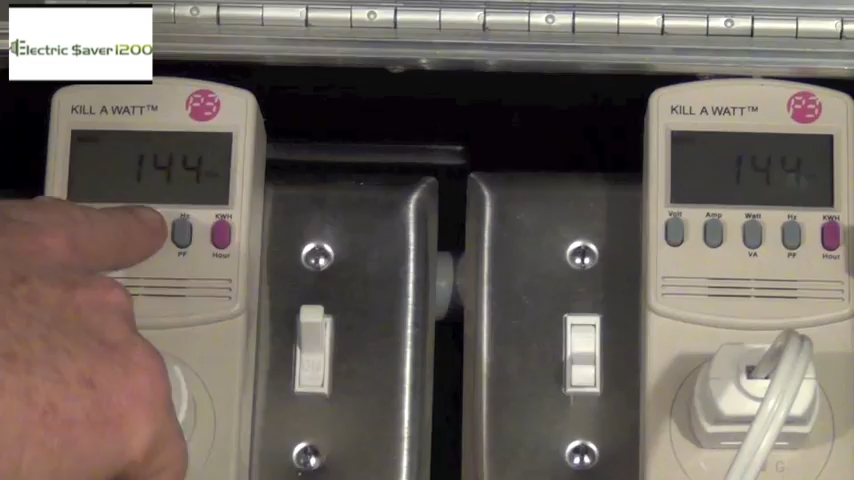 Electric $aver1200
KILL A WATT™
P3
144
Hz
KWH
PF
Hour
ON
KILL A WATT™
P3
144
Volt Amp Watt Hz KWH
VA PF Hour
G